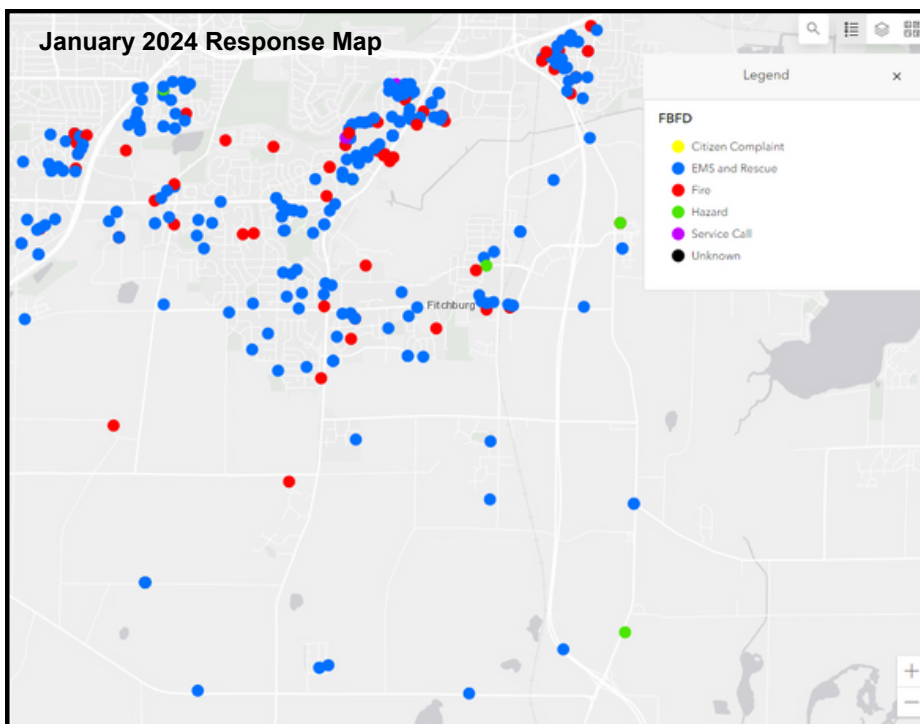 January 2024 Response Map
Legend
×
FBFD
Citizen Complaint
EMS and Rescue
Fire
Hazard
Service Call
Unknown
Fitchburg
+
−